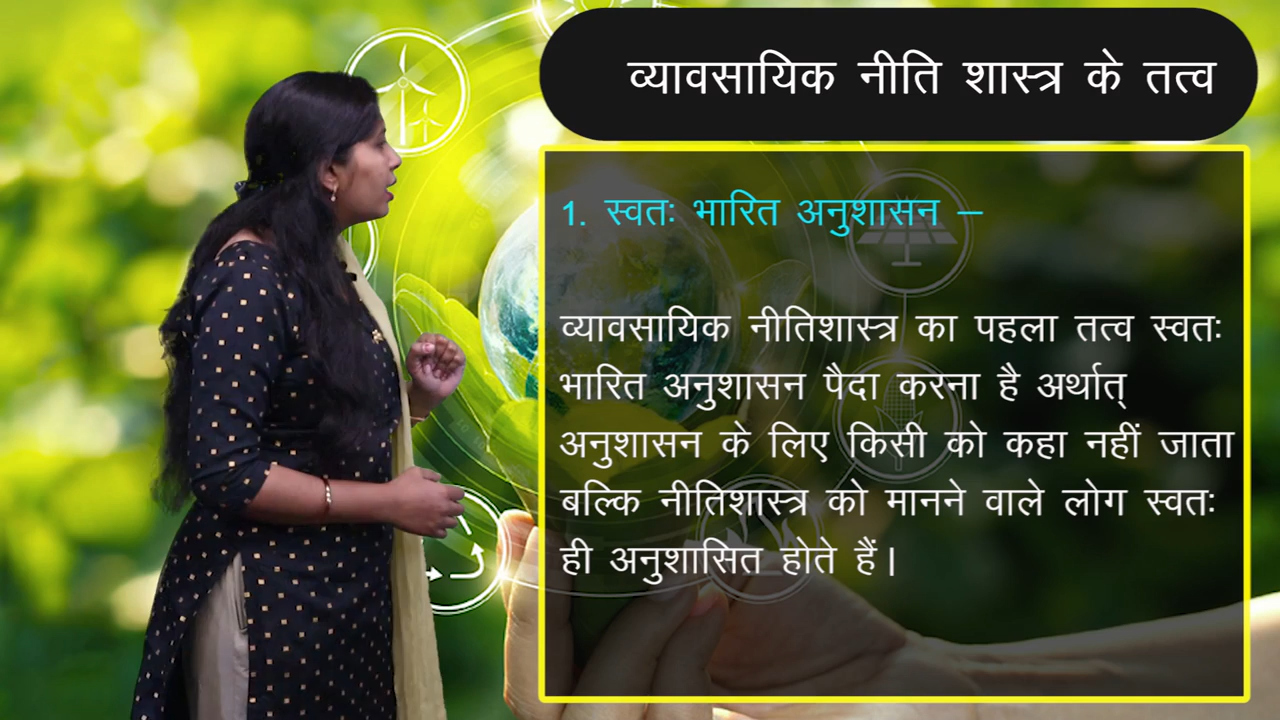 व्यावसायिक नीति शास्त्र के तत्व
1. स्वतः भारित अनुशासन –
व्यावसायिक नीतिशास्त्र का पहला तत्व स्वतः
भारित अनुशासन पैदा करना है अर्थात्
अनुशासन के लिए किसी को कहा नहीं जाता
बल्कि नीतिशास्त्र को मानने वाले लोग स्वतः
ही अनुशासित होते हैं।